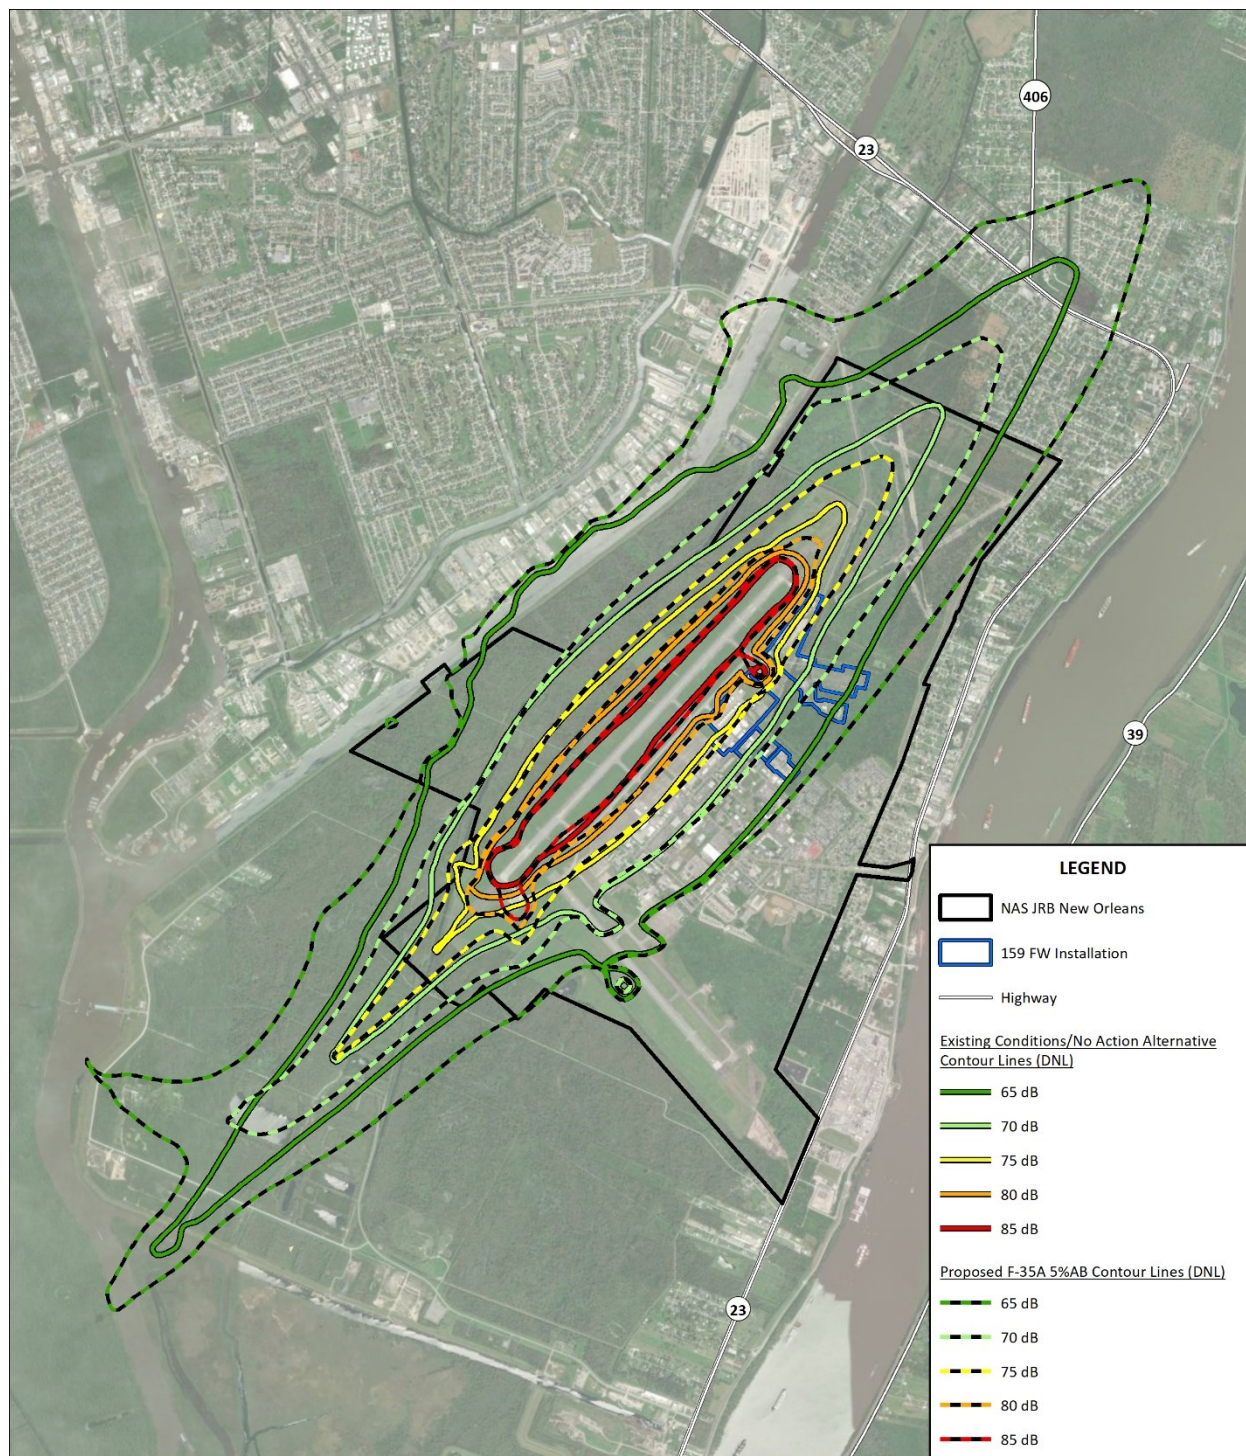 406
23
39
23
LEGEND
NAS JRB New Orleans
159 FW Installation
Highway
Existing Conditions/No Action Alternative
Contour Lines (DNL)
65 dB
70 dB
75 dB
80 dB
85 dB
Proposed F-35A 5%AB Contour Lines (DNL)
65 dB
70 dB
75 dB
80 dB
85 dB